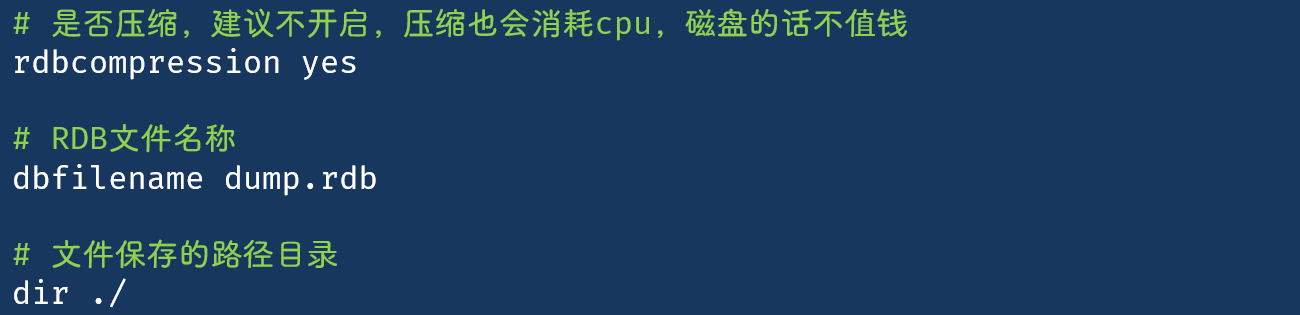 # 是否压缩，建议不开启，压缩也会消耗cpu，磁盘的话不值钱
rdbcompression yes
# RDB文件名称
dbfilename dump.rdb
# 文件保存的路径目录
dir ./